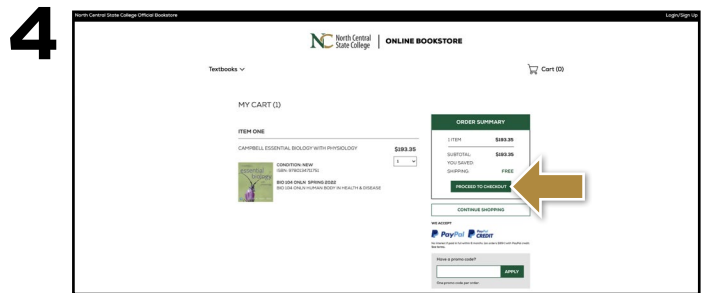 4
North Central State College Official Bookstore
Login/Sign Up
NC North Central
State College
ONLINE BOOKSTORE
Textbooks
Cart (0)
MY CART (1)
ITEM ONE
CAMPBELL ESSENTIAL BIOLOGY WITH PHYSIOLOGY $193.35
1
CONDITION: NEW
BIO 104 ONLN SPRING 2022
BIO 104 ONLN HUMAN BODY IN HEALTH & DISEASE
essential
biology
ORDER SUMMARY
1 ITEM $193.35
SUBTOTAL: $193.35
YOU SAVED:
SHIPPING: FREE
PROCEED TO CHECKOUT
CONTINUE SHOPPING
WE ACCEPT
PayPal PayPal
CREDIT
Have a promo code?
APPLY
One promo code per order.